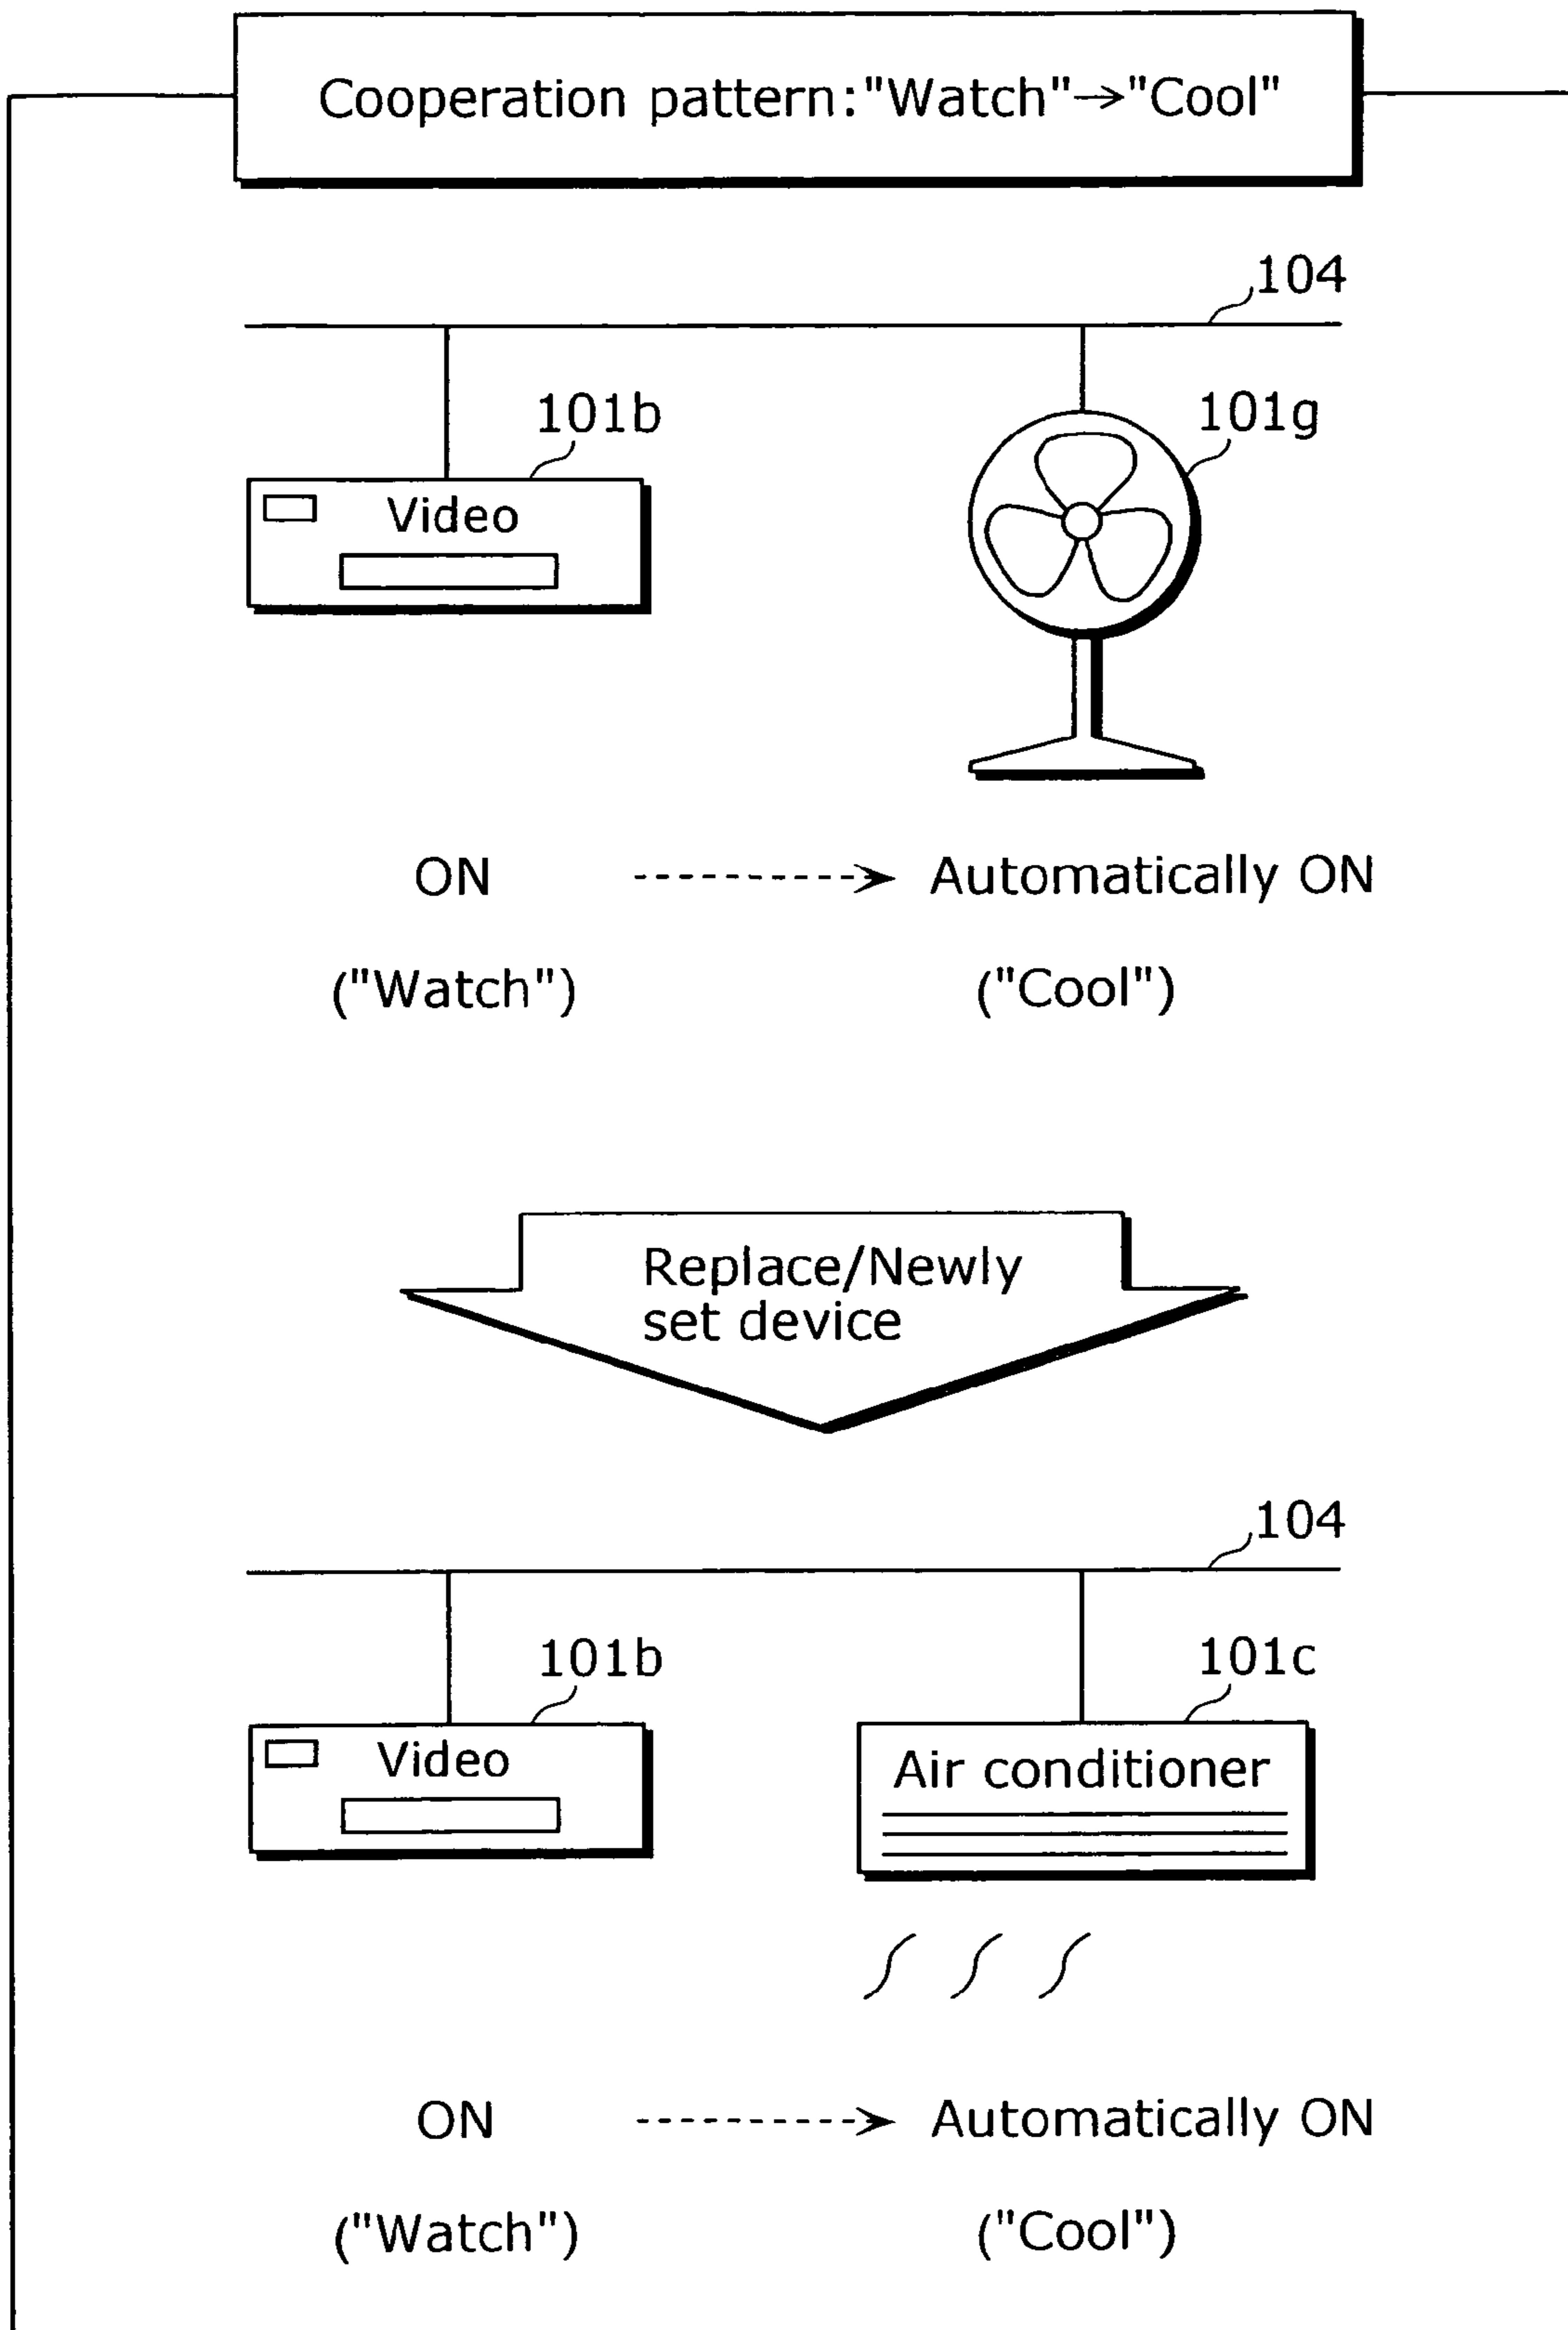 Cooperation pattern:"Watch"→"Cool"
104
101b
101g
Video
ON
Automatically ON
("Watch")
("Cool")
Replace/Newly
set device
104
101b
101c
Video
Air conditioner
ON
Automatically ON
("Watch")
("Cool")